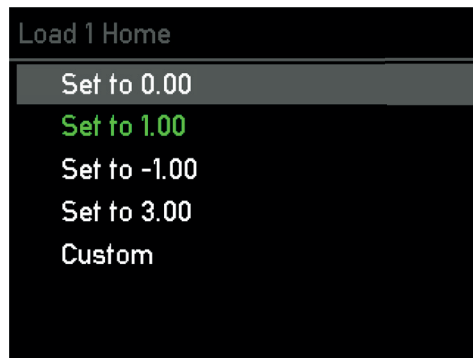 Load 1 Home
Set to 0.00
Set to 1.00
Set to -1.00
Set to 3.00
Custom